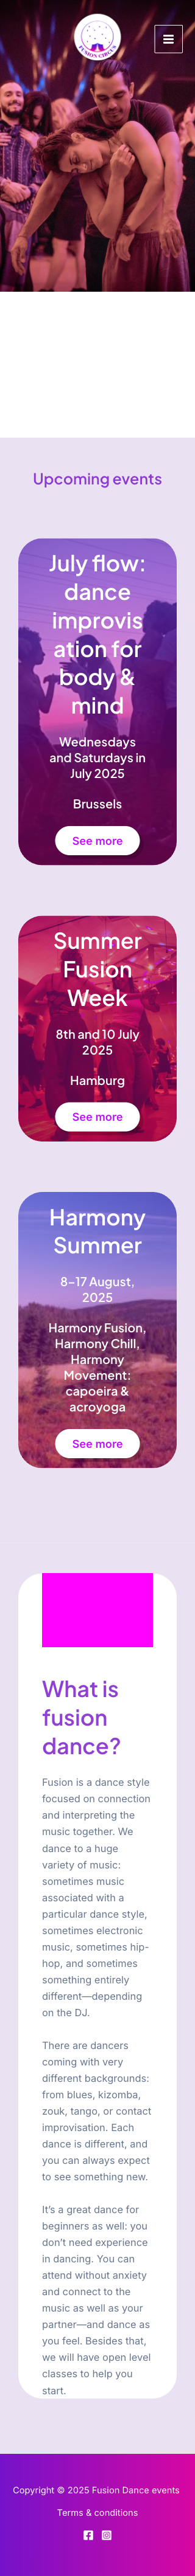 FUSION CIRCUS
Upcoming events
July flow:
dance
improvis
ation for
body &
mind
Wednesdays
and Saturdays in
July 2025
Brussels
See more
Summer
Fusion
Week
8th and 10 July
2025
Hamburg
See more
Harmony
Summer
8–17 August,
2025
Harmony Fusion,
Harmony Chill,
Harmony
Movement:
capoeira &
acroyoga
See more
What is
fusion
dance?
Fusion is a dance style
focused on connection
and interpreting the
music together. We
dance to a huge
variety of music:
sometimes music
associated with a
particular dance style,
sometimes electronic
music, sometimes hip-
hop, and sometimes
something entirely
different—depending
on the DJ.
There are dancers
coming with very
different backgrounds:
from blues, kizomba,
zouk, tango, or contact
improvisation. Each
dance is different, and
you can always expect
to see something new.
It's a great dance for
beginners as well: you
don't need experience
in dancing. You can
attend without anxiety
and connect to the
music as well as your
partner—and dance as
you feel. Besides that,
we will have open level
classes to help you
start.
Copyright © 2025 Fusion Dance events
Terms & conditions